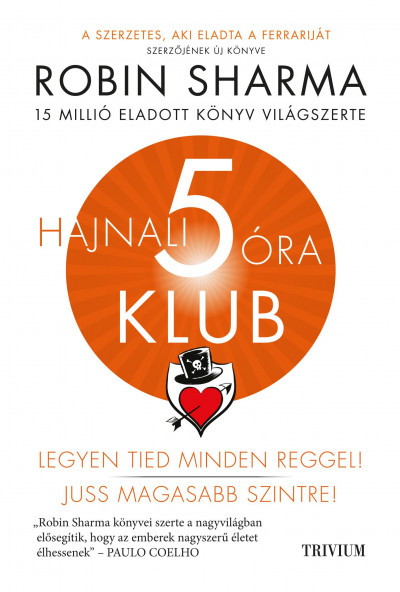 A SZERZETES, AKI ELADTA A FERRARIJÁT
SZERZŐJÉNEK ÚJ KÖNYVE
ROBIN SHARMA
15 MILLIÓ ELADOTT KÖNYV VILÁGSZERTE
HAJNALI 5 ÓRA
KLUB
LEGYEN TIED MINDEN REGGEL!
JUSS MAGASABB SZINTRE!
„Robin Sharma könyvei szerte a nagyvilágban
elősegítik, hogy az emberek nagyszerű életet
élhessenek” – PAULO COELHO
TRIVIUM